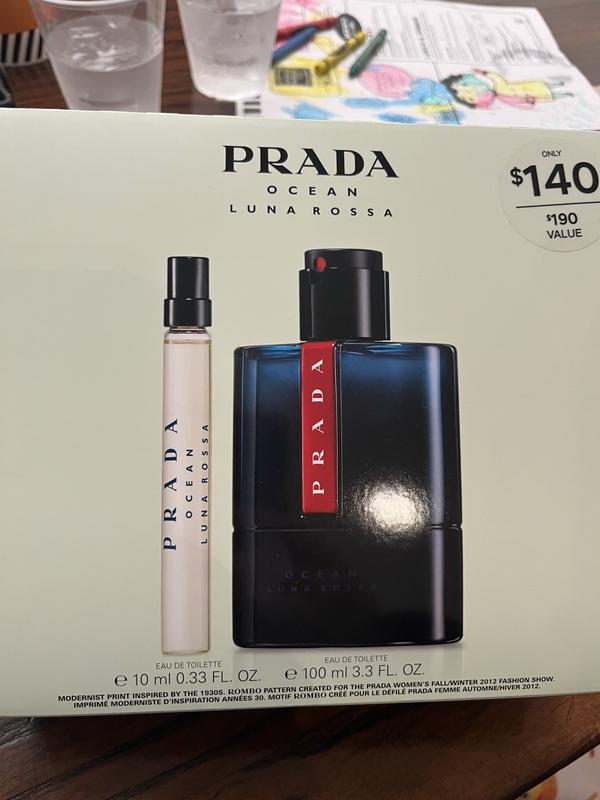 PRADA
OCEAN
LUNA ROSSA
ONLY
$140
$190
VALUE
PRADA
OCEAN
LUNA ROSSA
PRADA
OCEAN
LUNA ROSSA
EAU DE TOILETTE
e 10 ml 0.33 FL. OZ.
EAU DE TOILETTE
e 100 ml 3.3 FL. OZ.
MODERNIST PRINT INSPIRED BY THE 1930S. ROMBO PATTERN CREATED FOR THE PRADA WOMEN'S FALL/WINTER 2012 FASHION SHOW.
IMPRIMÉ MODERNISTE D'INSPIRATION ANNÉES 30. MOTIF ROMBO CRÉÉ POUR LE DÉFILÉ PRADA FEMME AUTOMNE/HIVER 2012.